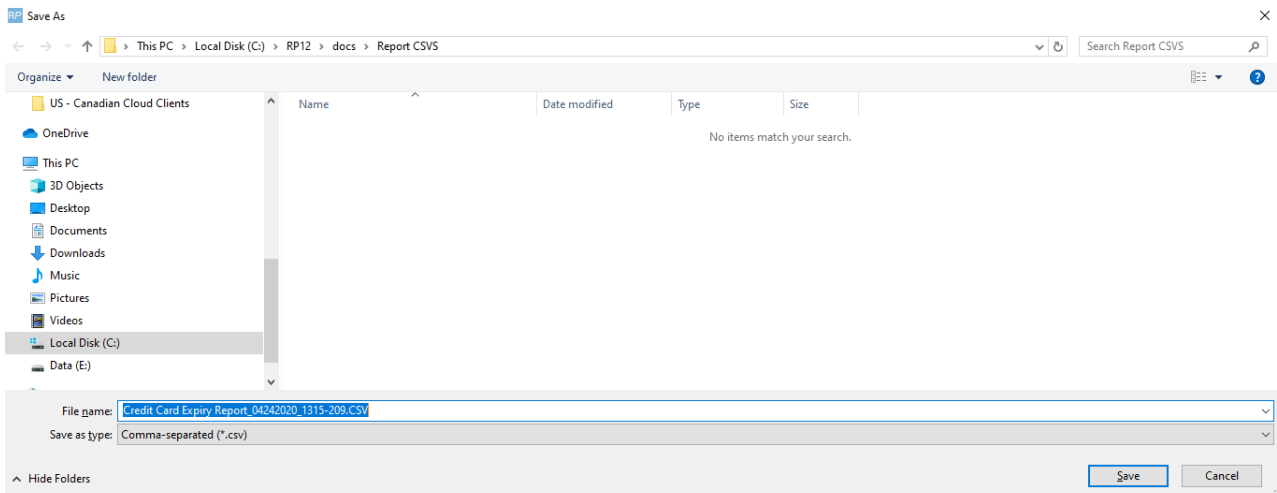 RP Save As
This PC > Local Disk (C:) > RP12 > docs > Report CSVS
Search Report CSVS
Organize
New folder
?
US - Canadian Cloud Clients
Name
Date modified
Type
Size
OneDrive
No items match your search.
This PC
3D Objects
Desktop
Documents
Downloads
Music
Pictures
Videos
Local Disk (C:)
Data (E:)
File name: Credit Card Expiry Report_04242020_1315-209.CSV
Save as type: Comma-separated (*.csv)
Hide Folders
Save
Cancel